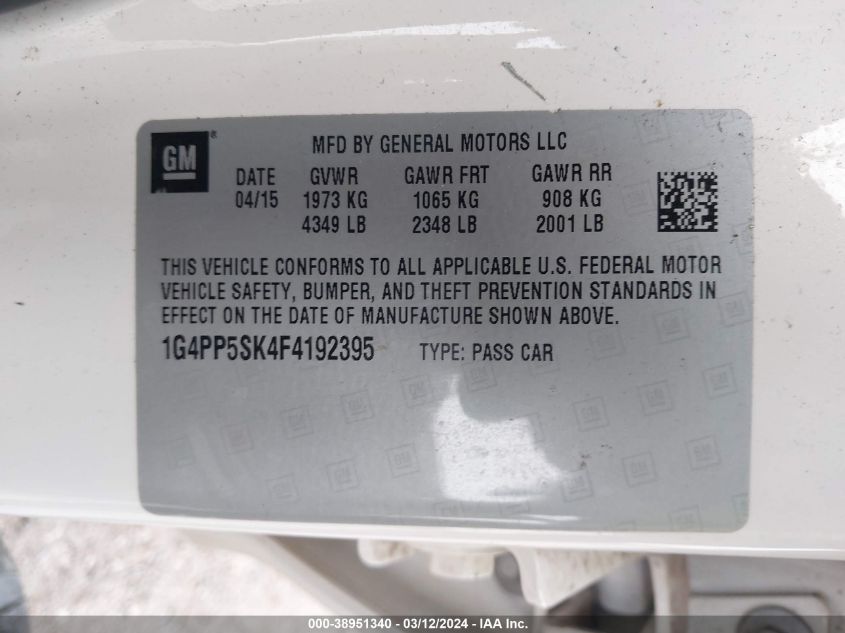 GM
MFD BY GENERAL MOTORS LLC
DATE GVWR GAWR FRT GAWR RR
04/15 1973 KG 1065 KG 908 KG
4349 LB 2348 LB 2001 LB
THIS VEHICLE CONFORMS TO ALL APPLICABLE U.S. FEDERAL MOTOR
VEHICLE SAFETY, BUMPER, AND THEFT PREVENTION STANDARDS IN
EFFECT ON THE DATE OF MANUFACTURE SHOWN ABOVE.
1G4PP5SK4F4192395 TYPE: PASS CAR
000-38951340 - 03/12/2024 - IAA Inc.